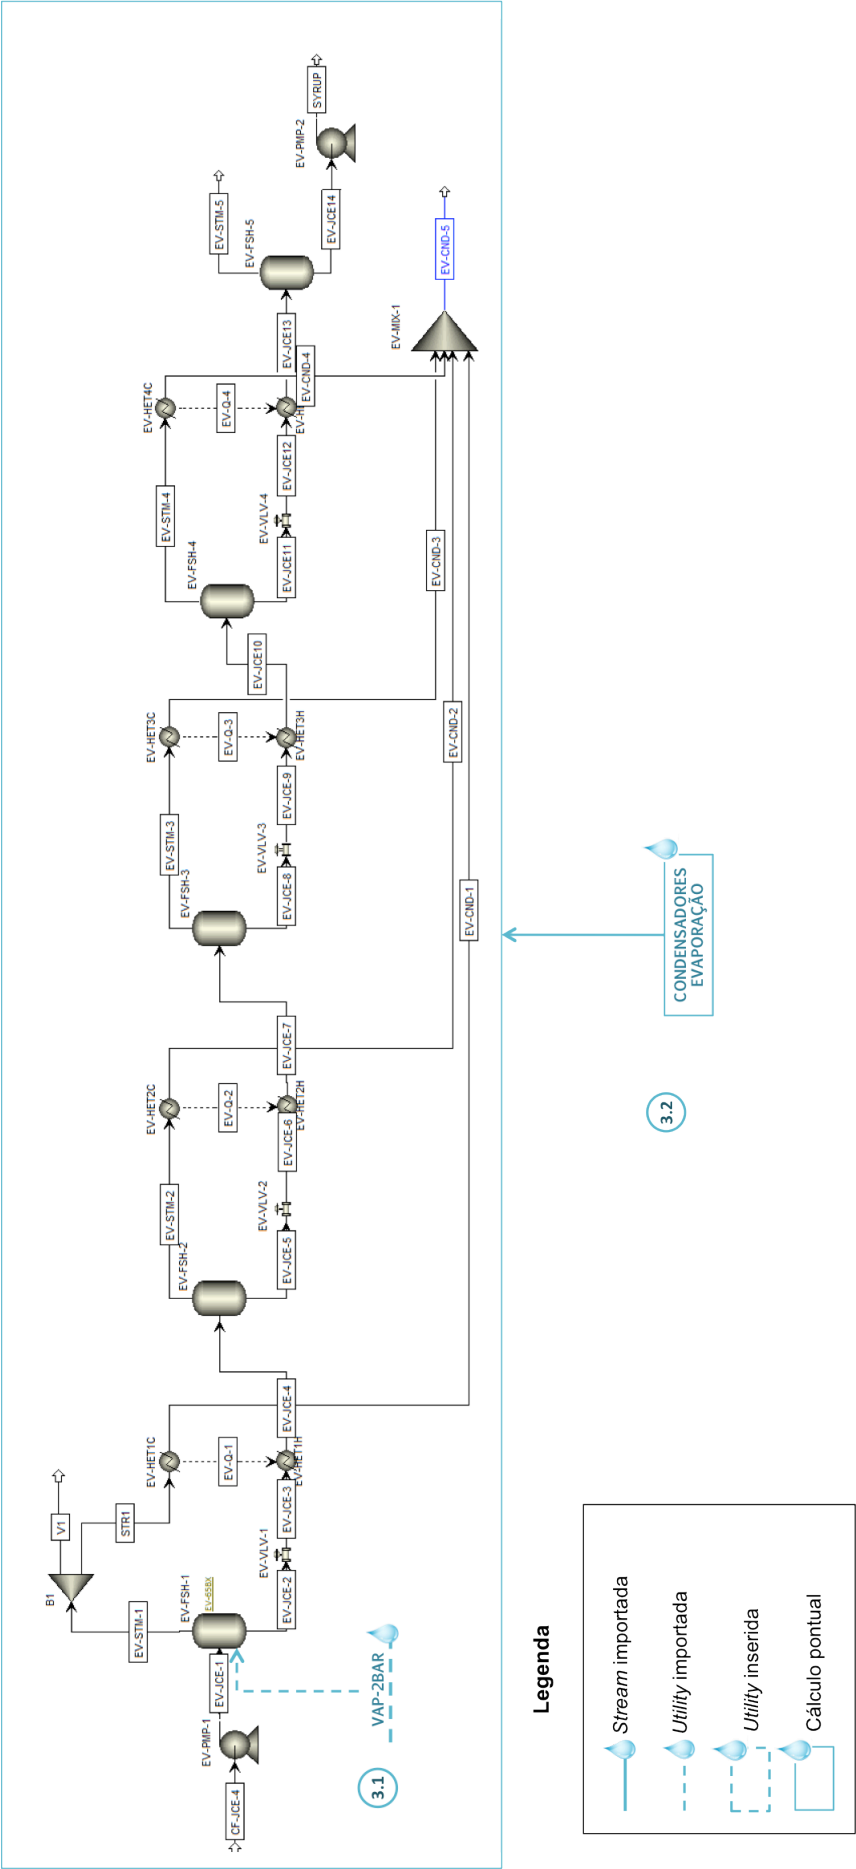 CF-JCE-4
EV-PMP-1
EV-JCE-1
EV-FSH-1
EV-65BX
EV-STM-1
B1
V1
STR1
EV-JCE-2
EV-VLV-1
EV-JCE-3
EV-HET1H
EV-Q-1
EV-HET1C
EV-JCE-4
EV-FSH-2
EV-STM-2
EV-JCE-5
EV-VLV-2
EV-JCE-6
EV-HET2H
EV-Q-2
EV-HET2C
EV-JCE-7
EV-FSH-3
EV-STM-3
EV-JCE-8
EV-VLV-3
EV-JCE-9
EV-HET3H
EV-Q-3
EV-HET3C
EV-JCE10
EV-FSH-4
EV-STM-4
EV-JCE11
EV-VLV-4
EV-JCE12
EV-Q-4
EV-HET4C
EV-CND-4
EV-JCE13
EV-FSH-5
EV-STM-5
EV-JCE14
EV-PMP-2
SYRUP
EV-CND-1
EV-CND-2
EV-CND-3
EV-MIX-1
EV-CND-5
3.1
VAP-2BAR
3.2
CONDENSADORES
EVAPORAÇÃO
Legenda
Stream importada
Utility importada
Utility inserida
Cálculo pontual